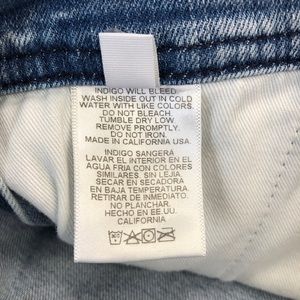 INDIGO WILL BLEED.
WASH INSIDE OUT IN COLD
WATER WITH LIKE COLORS.
DO NOT BLEACH.
TUMBLE DRY LOW.
REMOVE PROMPTLY.
DO NOT IRON.
MADE IN CALIFORNIA USA.
INDIGO SANGERA
LAVAR EL INTERIOR EN EL
AGUA FRIA CON COLORES
SIMILARES. SIN LEJIA
SECAR EN SECADORA
EN BAJA TEMPERATURA.
RETIRAR DE INMEDIATO.
NO PLANCHAR.
HECHO EN EE.UU.
CALIFORNIA